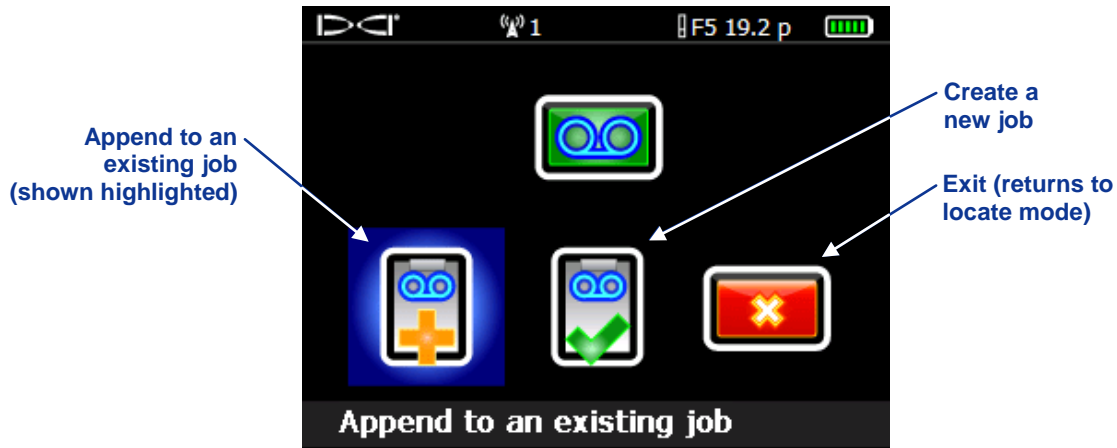 DCI
1
F5 19.2 p
Create a
new job
Append to an
existing job
(shown highlighted)
Exit (returns to
locate mode)
Append to an existing job